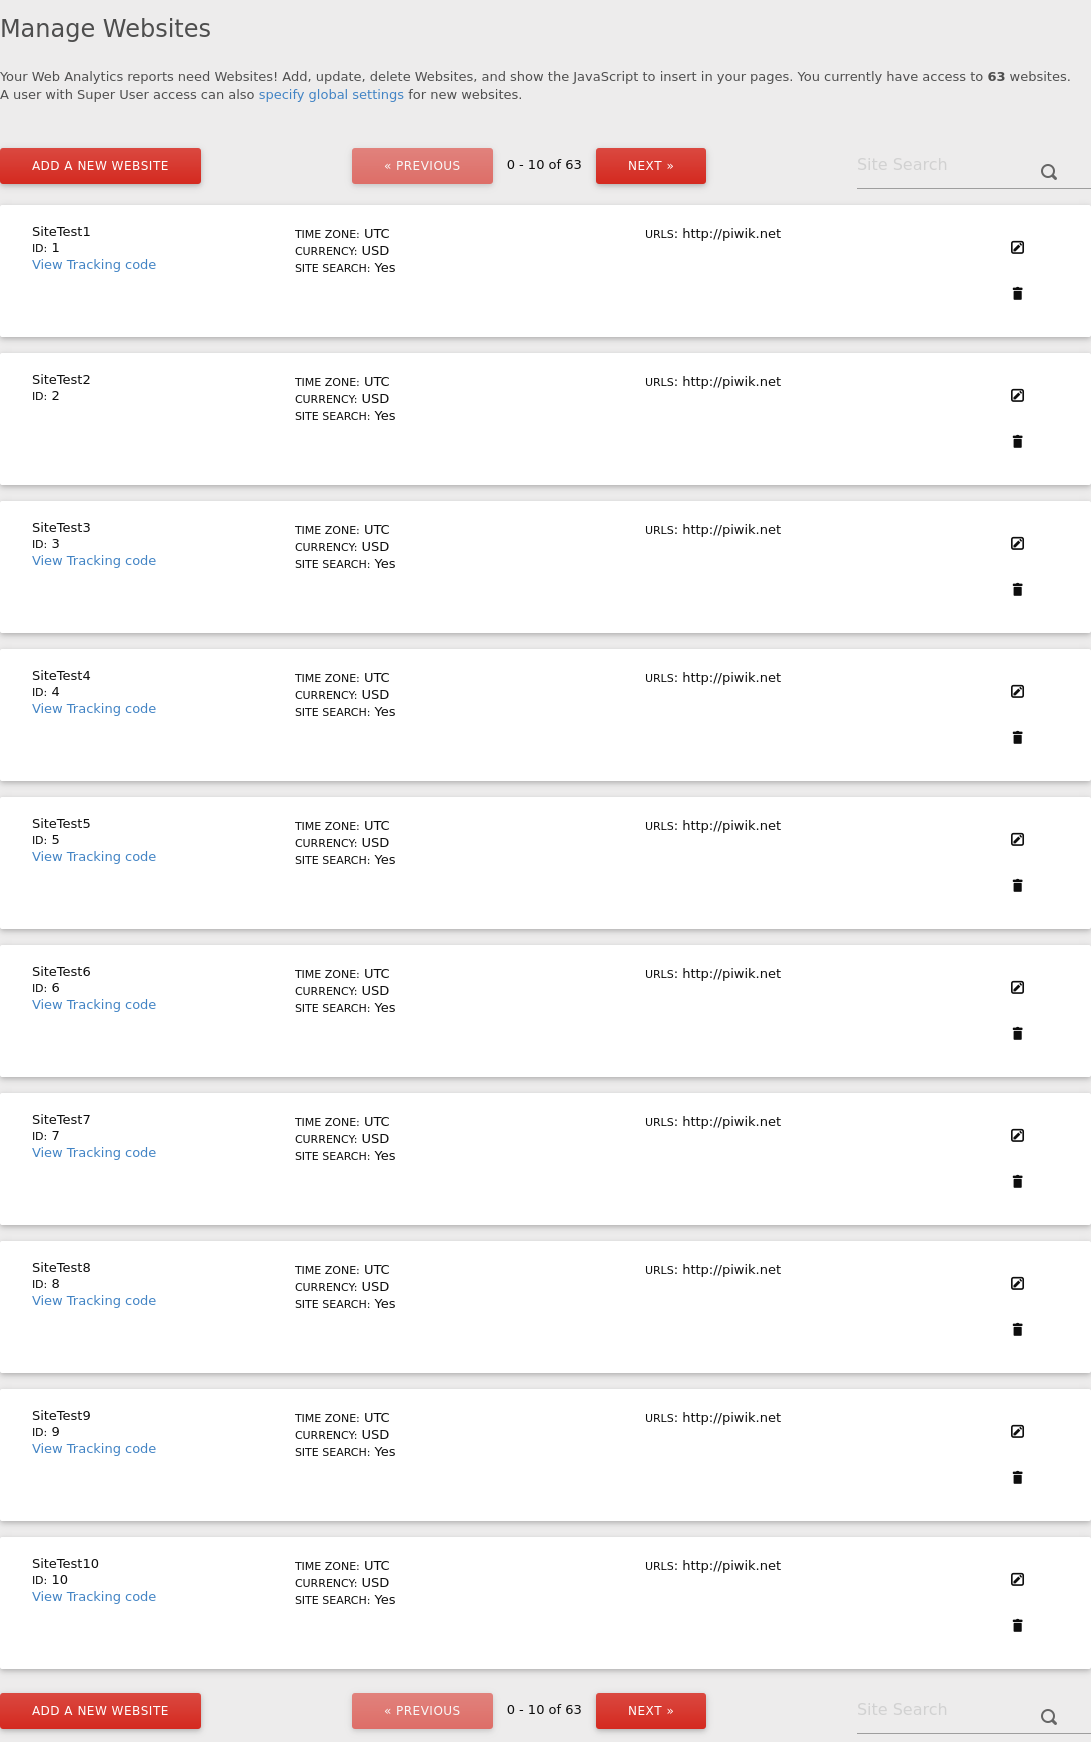 Manage Websites
Your Web Analytics reports need Websites! Add, update, delete Websites, and show the JavaScript to insert in your pages. You currently have access to 63 websites.
A user with Super User access can also specify global settings for new websites.
ADD A NEW WEBSITE « PREVIOUS 0 - 10 of 63 NEXT » Site Search
SiteTest1
ID: 1
View Tracking code
TIME ZONE: UTC
CURRENCY: USD
SITE SEARCH: Yes
URLS: http://piwik.net
SiteTest2
ID: 2
TIME ZONE: UTC
CURRENCY: USD
SITE SEARCH: Yes
URLS: http://piwik.net
SiteTest3
ID: 3
View Tracking code
TIME ZONE: UTC
CURRENCY: USD
SITE SEARCH: Yes
URLS: http://piwik.net
SiteTest4
ID: 4
View Tracking code
TIME ZONE: UTC
CURRENCY: USD
SITE SEARCH: Yes
URLS: http://piwik.net
SiteTest5
ID: 5
View Tracking code
TIME ZONE: UTC
CURRENCY: USD
SITE SEARCH: Yes
URLS: http://piwik.net
SiteTest6
ID: 6
View Tracking code
TIME ZONE: UTC
CURRENCY: USD
SITE SEARCH: Yes
URLS: http://piwik.net
SiteTest7
ID: 7
View Tracking code
TIME ZONE: UTC
CURRENCY: USD
SITE SEARCH: Yes
URLS: http://piwik.net
SiteTest8
ID: 8
View Tracking code
TIME ZONE: UTC
CURRENCY: USD
SITE SEARCH: Yes
URLS: http://piwik.net
SiteTest9
ID: 9
View Tracking code
TIME ZONE: UTC
CURRENCY: USD
SITE SEARCH: Yes
URLS: http://piwik.net
SiteTest10
ID: 10
View Tracking code
TIME ZONE: UTC
CURRENCY: USD
SITE SEARCH: Yes
URLS: http://piwik.net
ADD A NEW WEBSITE « PREVIOUS 0 - 10 of 63 NEXT » Site Search